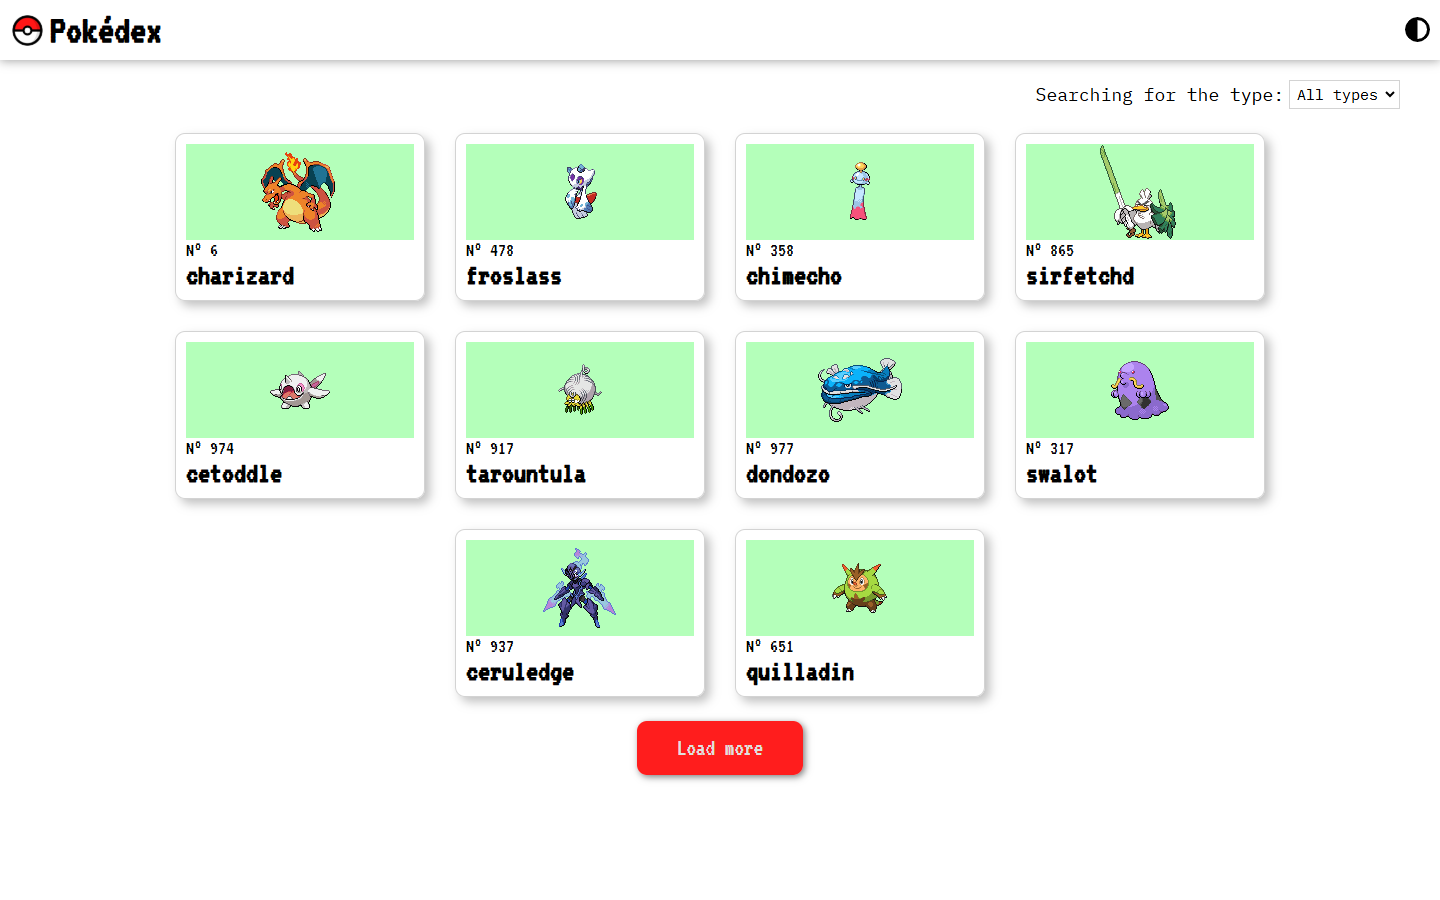 Pokédex
Searching for the type: All types
Nº 6
charizard
Nº 478
froslass
Nº 358
chimecho
Nº 865
sirfetchd
Nº 974
cetoddle
Nº 917
tarountula
Nº 977
dondozo
Nº 317
swalot
Nº 937
ceruledge
Nº 651
quilladin
Load more